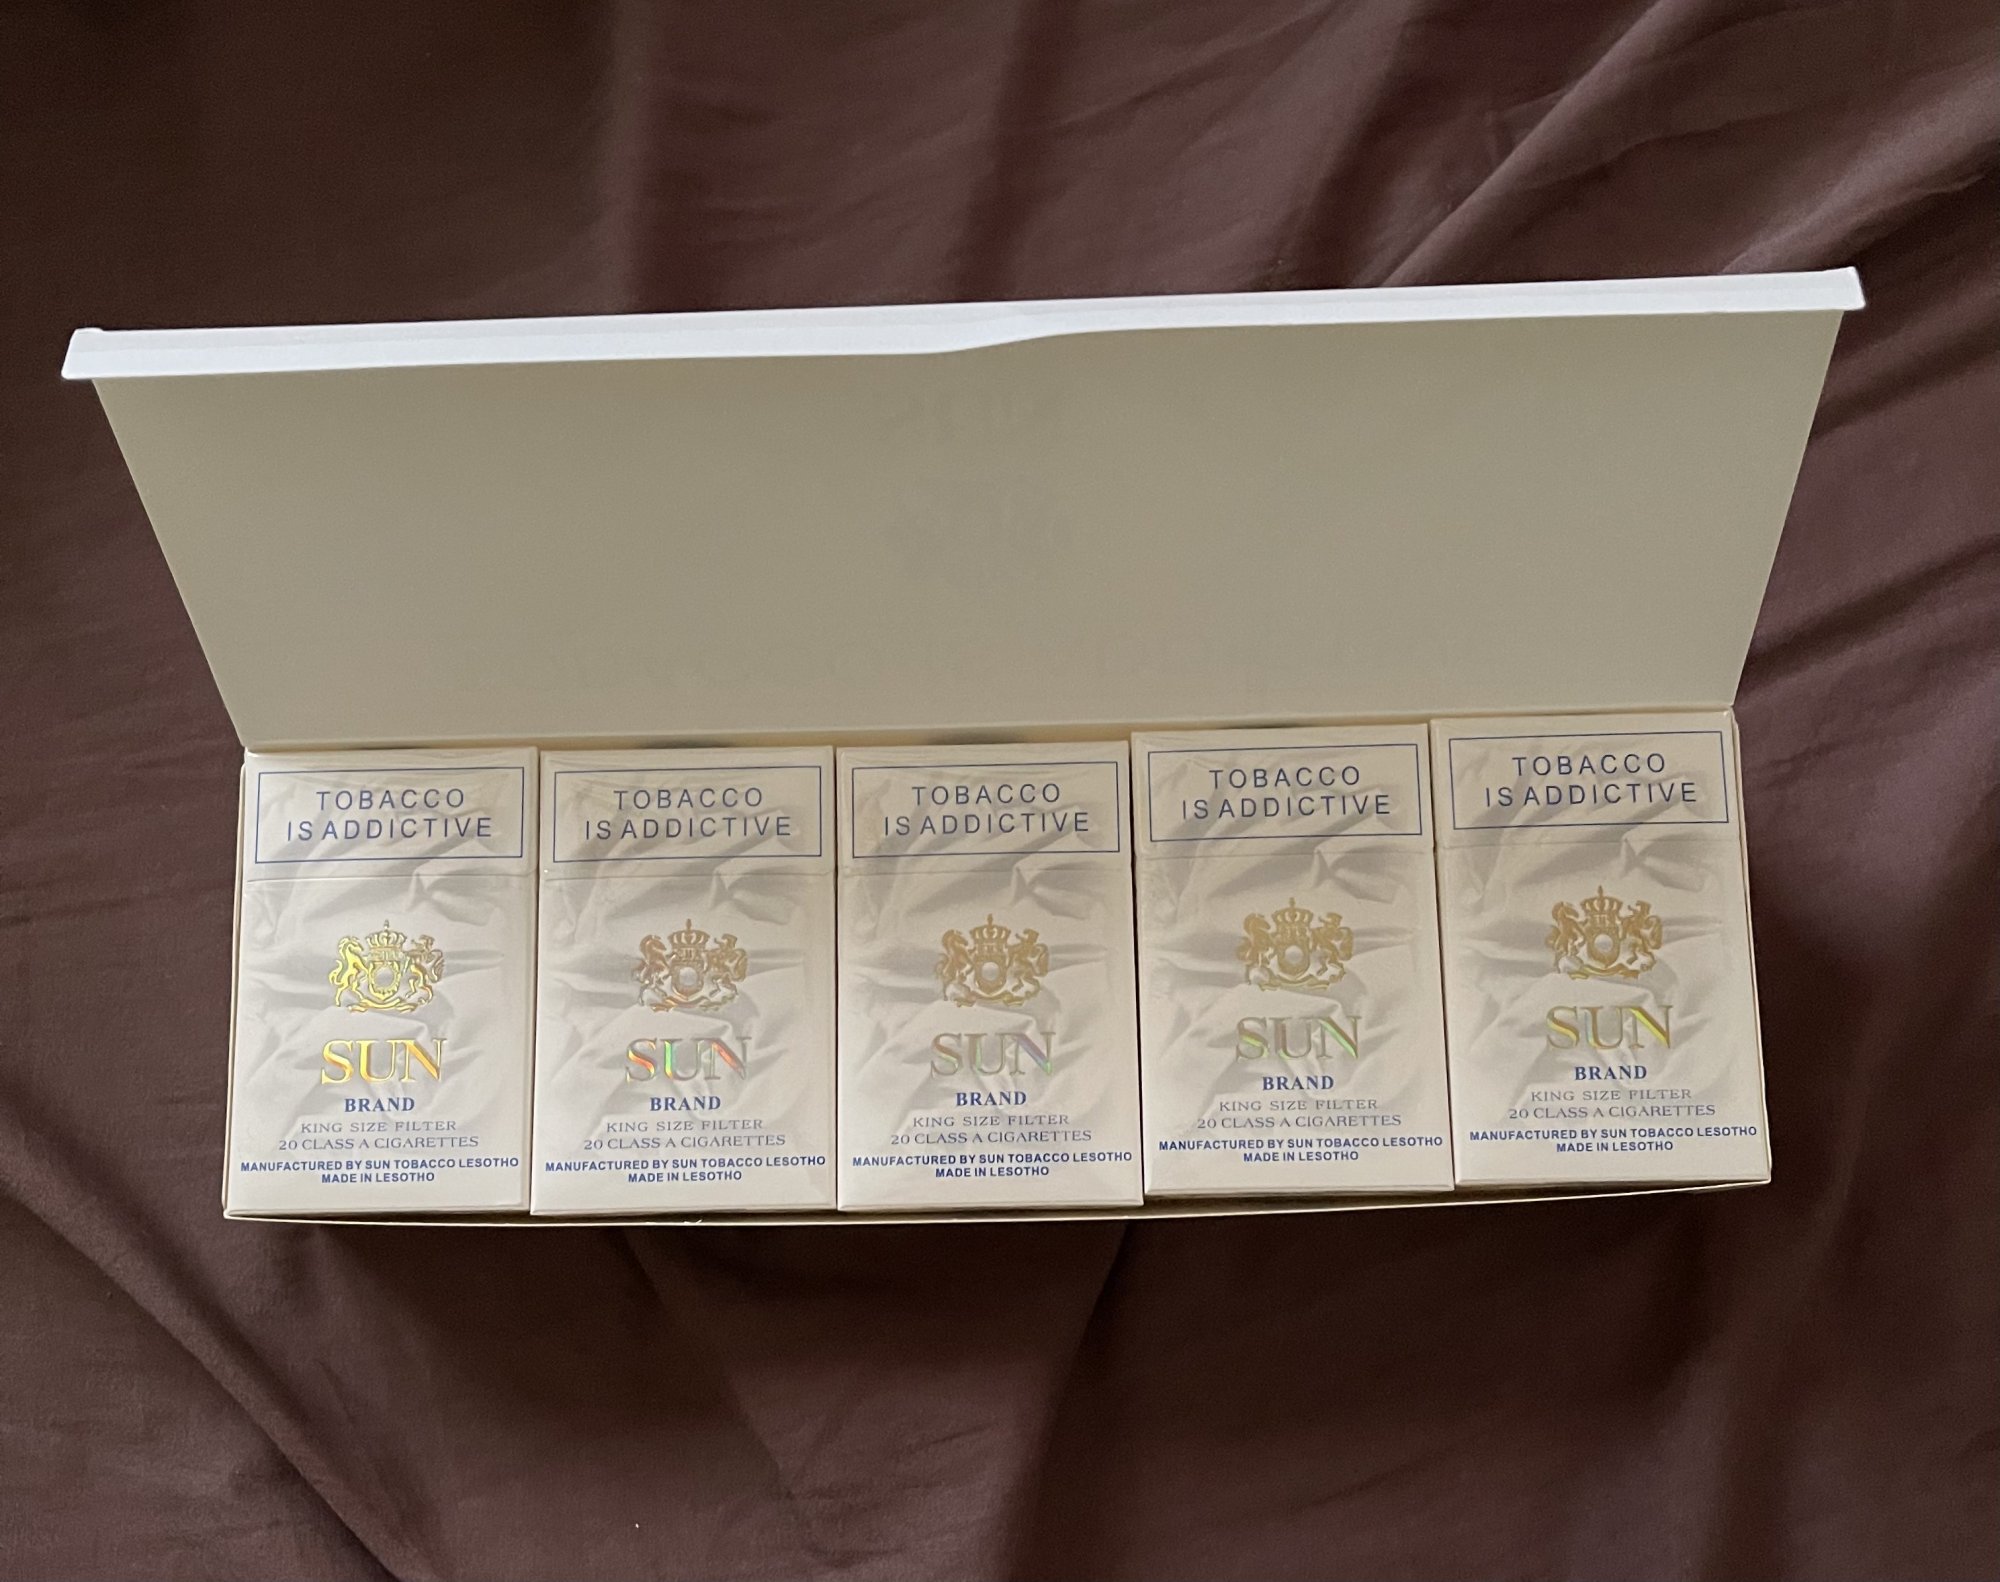 TOBACCO
IS ADDICTIVE
SUN
BRAND
KING SIZE FILTER
20 CLASS A CIGARETTES
MANUFACTURED BY SUN TOBACCO LESOTHO
MADE IN LESOTHO
TOBACCO
IS ADDICTIVE
SUN
BRAND
KING SIZE FILTER
20 CLASS A CIGARETTES
MANUFACTURED BY SUN TOBACCO LESOTHO
MADE IN LESOTHO
TOBACCO
IS ADDICTIVE
SUN
BRAND
KING SIZE FILTER
20 CLASS A CIGARETTES
MANUFACTURED BY SUN TOBACCO LESOTHO
MADE IN LESOTHO
TOBACCO
IS ADDICTIVE
SUN
BRAND
KING SIZE FILTER
20 CLASS A CIGARETTES
MANUFACTURED BY SUN TOBACCO LESOTHO
MADE IN LESOTHO
TOBACCO
IS ADDICTIVE
SUN
BRAND
KING SIZE FILTER
20 CLASS A CIGARETTES
MANUFACTURED BY SUN TOBACCO LESOTHO
MADE IN LESOTHO